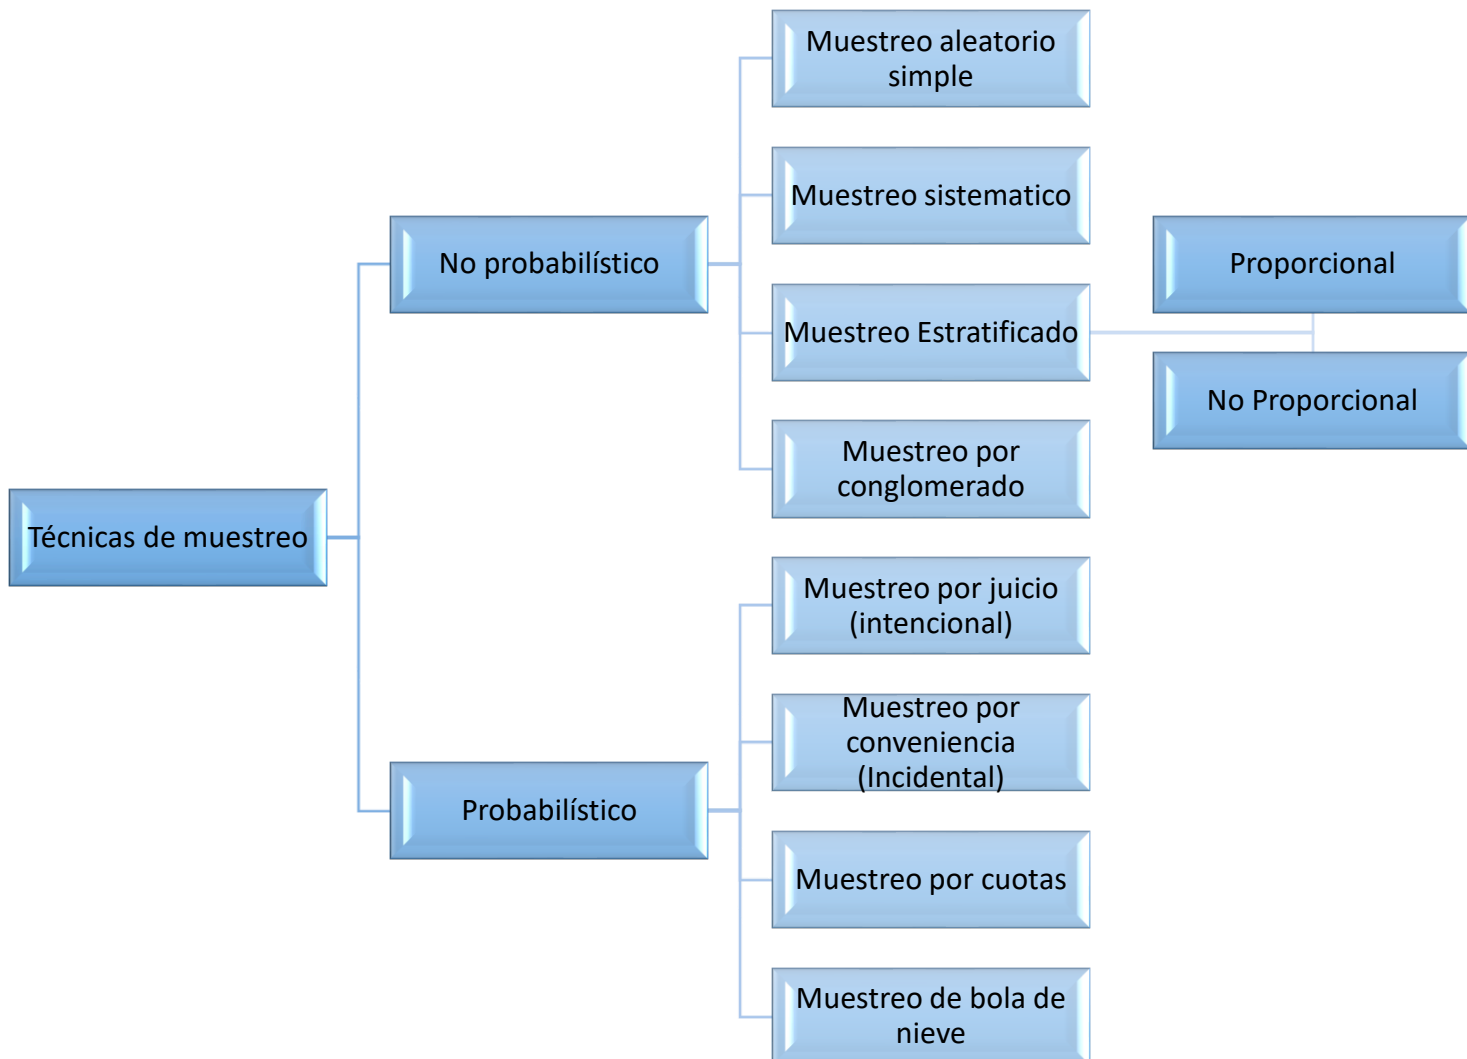 Técnicas de muestreo
No probabilístico
Muestreo aleatorio
simple
Muestreo sistematico
Muestreo Estratificado
Proporcional
No Proporcional
Muestreo por
conglomerado
Probabilístico
Muestreo por juicio
(intencional)
Muestreo por
conveniencia
(Incidental)
Muestreo por cuotas
Muestreo de bola de
nieve